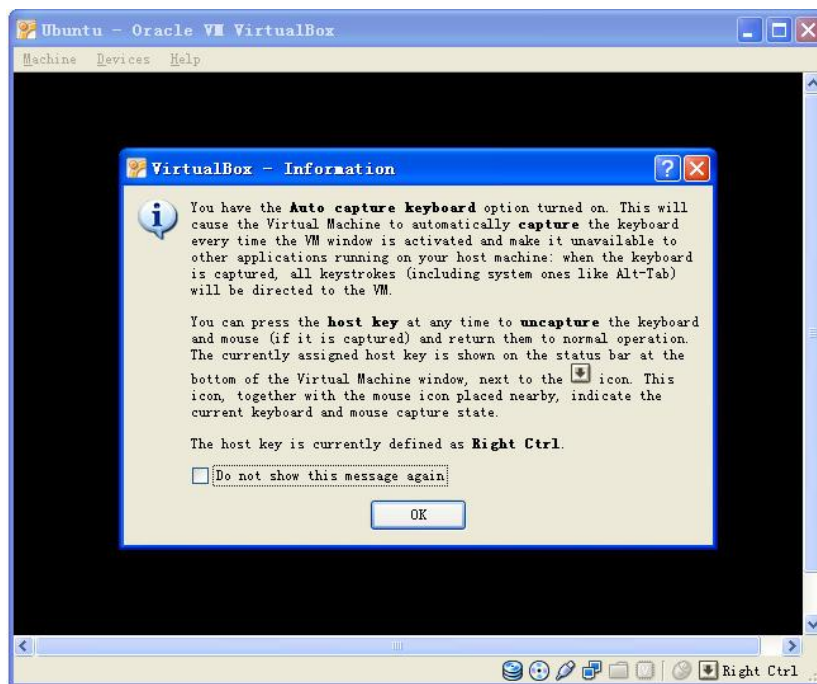 Ubuntu - Oracle VM VirtualBox
Machine Devices Help
VirtualBox - Information
You have the Auto capture keyboard option turned on. This will
cause the Virtual Machine to automatically capture the keyboard
every time the VM window is activated and make it unavailable to
other applications running on your host machine: when the keyboard
is captured, all keystrokes (including system ones like Alt-Tab)
will be directed to the VM.
You can press the host key at any time to uncapture the keyboard
and mouse (if it is captured) and return them to normal operation.
The currently assigned host key is shown on the status bar at the
bottom of the Virtual Machine window, next to the icon. This
icon, together with the mouse icon placed nearby, indicate the
current keyboard and mouse capture state.
The host key is currently defined as Right Ctrl.
Do not show this message again
OK
Right Ctrl